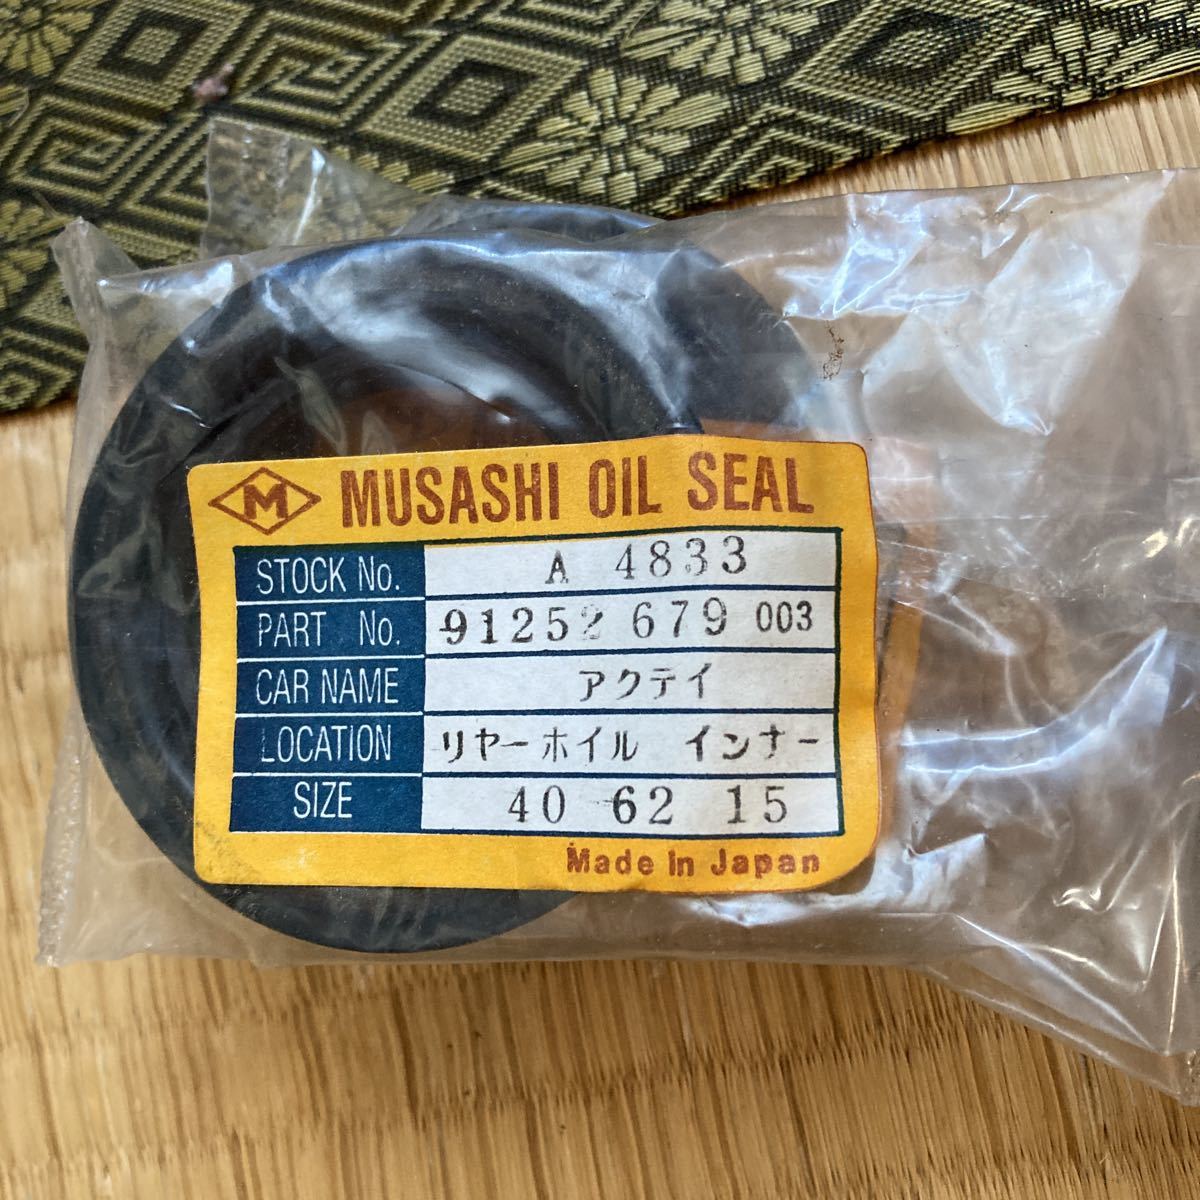 M MUSASHI OIL SEAL
STOCK No. A 4833
PART No. 91252 679 003
CAR NAME アクテイ
LOCATION リヤーホイル インナー
SIZE 40 62 15
Made In Japan